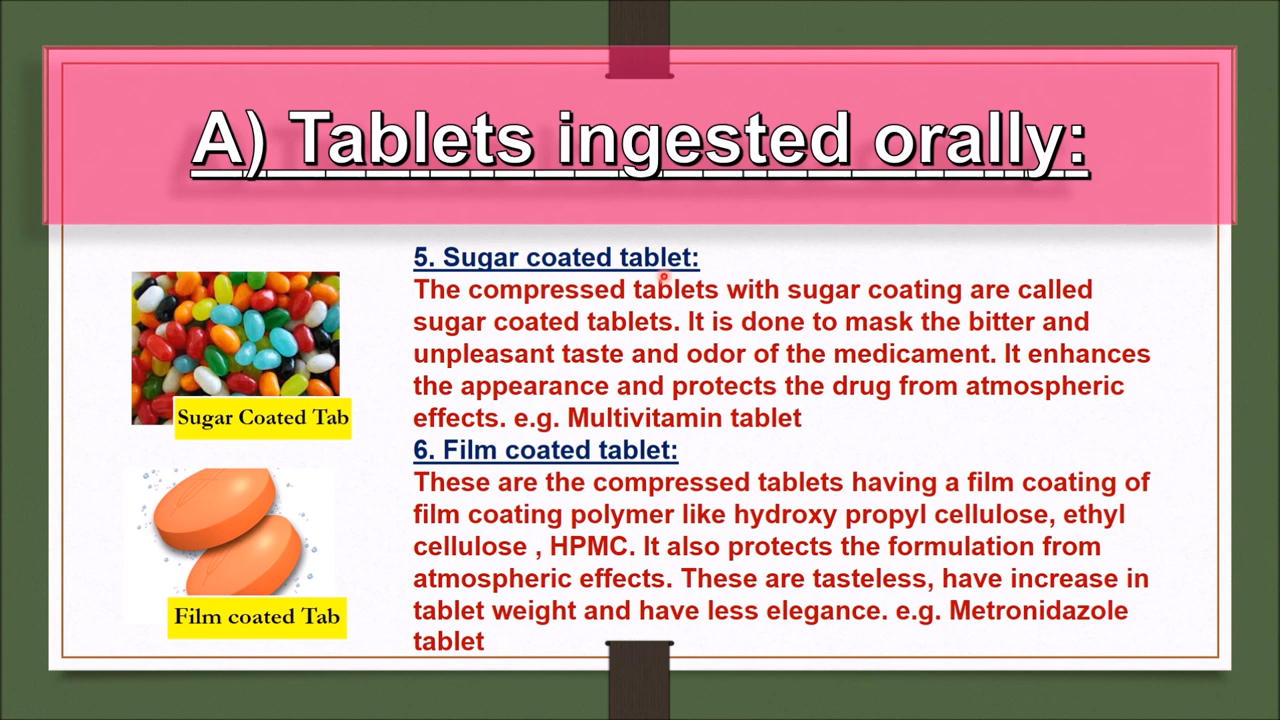 A) Tablets ingested orally:
5. Sugar coated tablet:
The compressed tablets with sugar coating are called
sugar coated tablets. It is done to mask the bitter and
unpleasant taste and odor of the medicament. It enhances
the appearance and protects the drug from atmospheric
effects. e.g. Multivitamin tablet
Sugar Coated Tab
6. Film coated tablet:
These are the compressed tablets having a film coating of
film coating polymer like hydroxy propyl cellulose, ethyl
cellulose , HPMC. It also protects the formulation from
atmospheric effects. These are tasteless, have increase in
tablet weight and have less elegance. e.g. Metronidazole
tablet
Film coated Tab